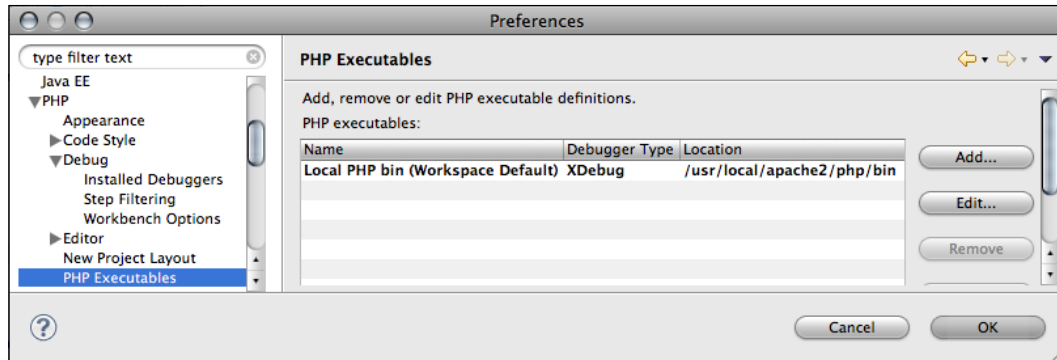 Preferences
type filter text
Java EE
PHP
Appearance
Code Style
Debug
Installed Debuggers
Step Filtering
Workbench Options
Editor
New Project Layout
PHP Executables
PHP Executables
Add, remove or edit PHP executable definitions.
PHP executables:
Name Debugger Type Location
Local PHP bin (Workspace Default) XDebug /usr/local/apache2/php/bin
Add...
Edit...
Remove
?
Cancel
OK